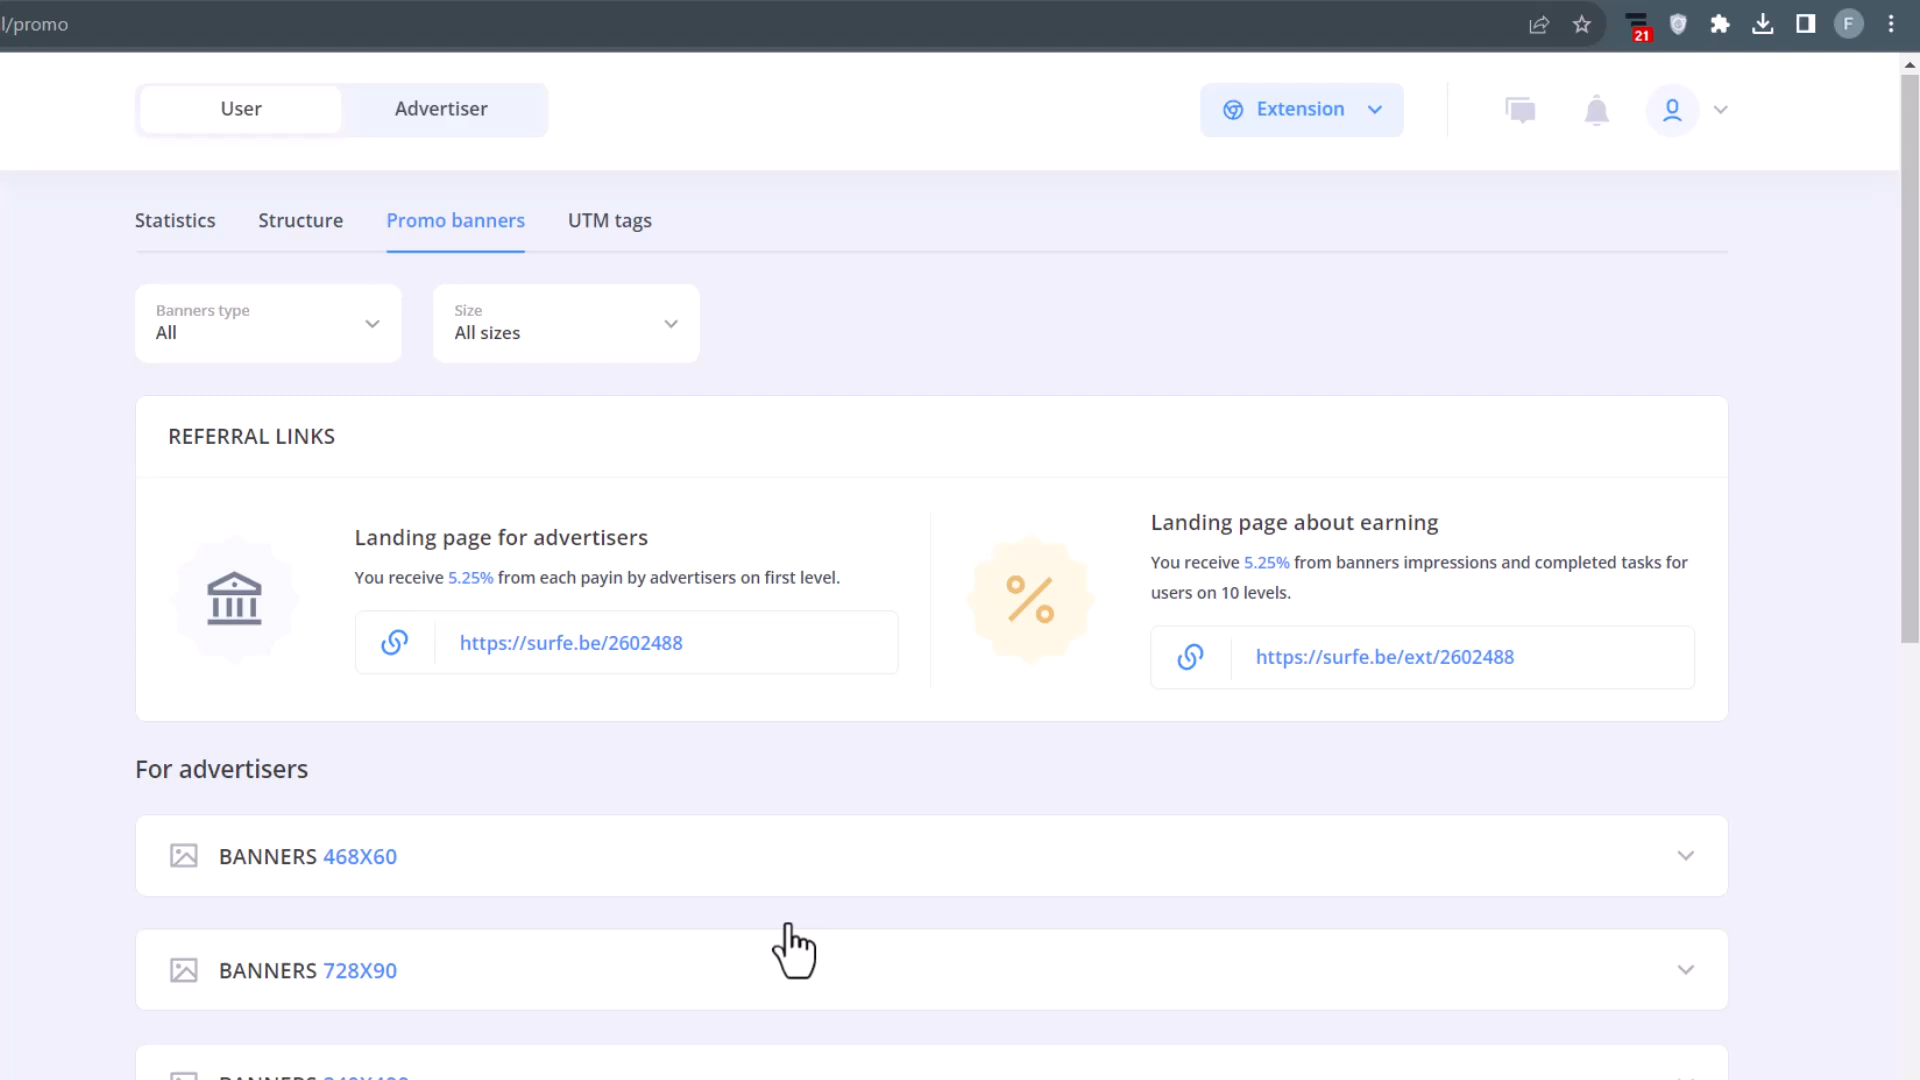 l/promo
21
F
User
Advertiser
Extension
Statistics
Structure
Promo banners
UTM tags
Banners type
All
Size
All sizes
REFERRAL LINKS
Landing page for advertisers
You receive 5.25% from each payin by advertisers on first level.
https://surfe.be/2602488
Landing page about earning
You receive 5.25% from banners impressions and completed tasks for
users on 10 levels.
https://surfe.be/ext/2602488
For advertisers
BANNERS 468X60
BANNERS 728X90
BANNERS